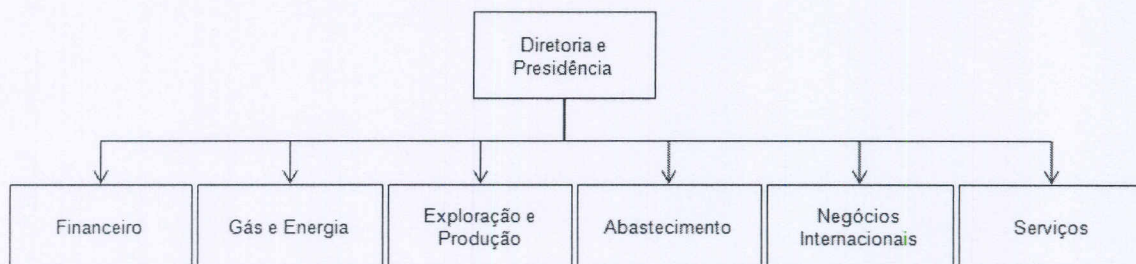 Diretoria e
Presidência
Financeiro
Gás e Energia
Exploração e
Produção
Abastecimento
Negócios
Internacionais
Serviços